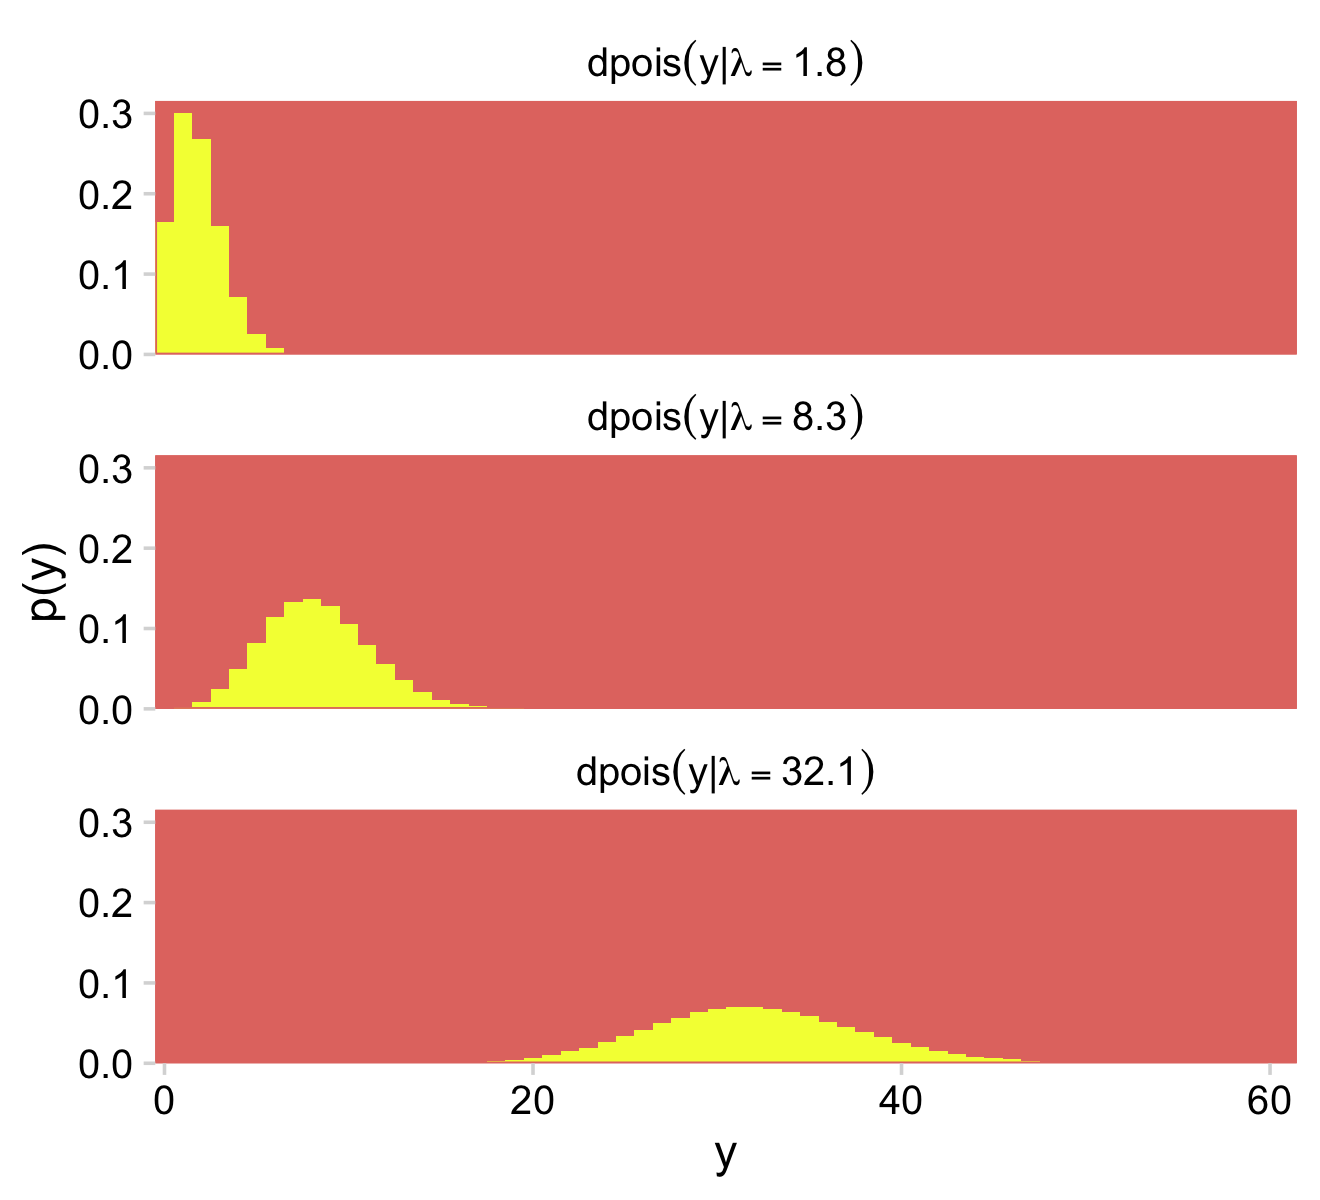 dpois(y|λ = 1.8)
0.3
0.2
0.1
0.0
dpois(y|λ = 8.3)
0.3
0.2
0.1
0.0
p(y)
dpois(y|λ = 32.1)
0.3
0.2
0.1
0.0
0 20 40 60
y